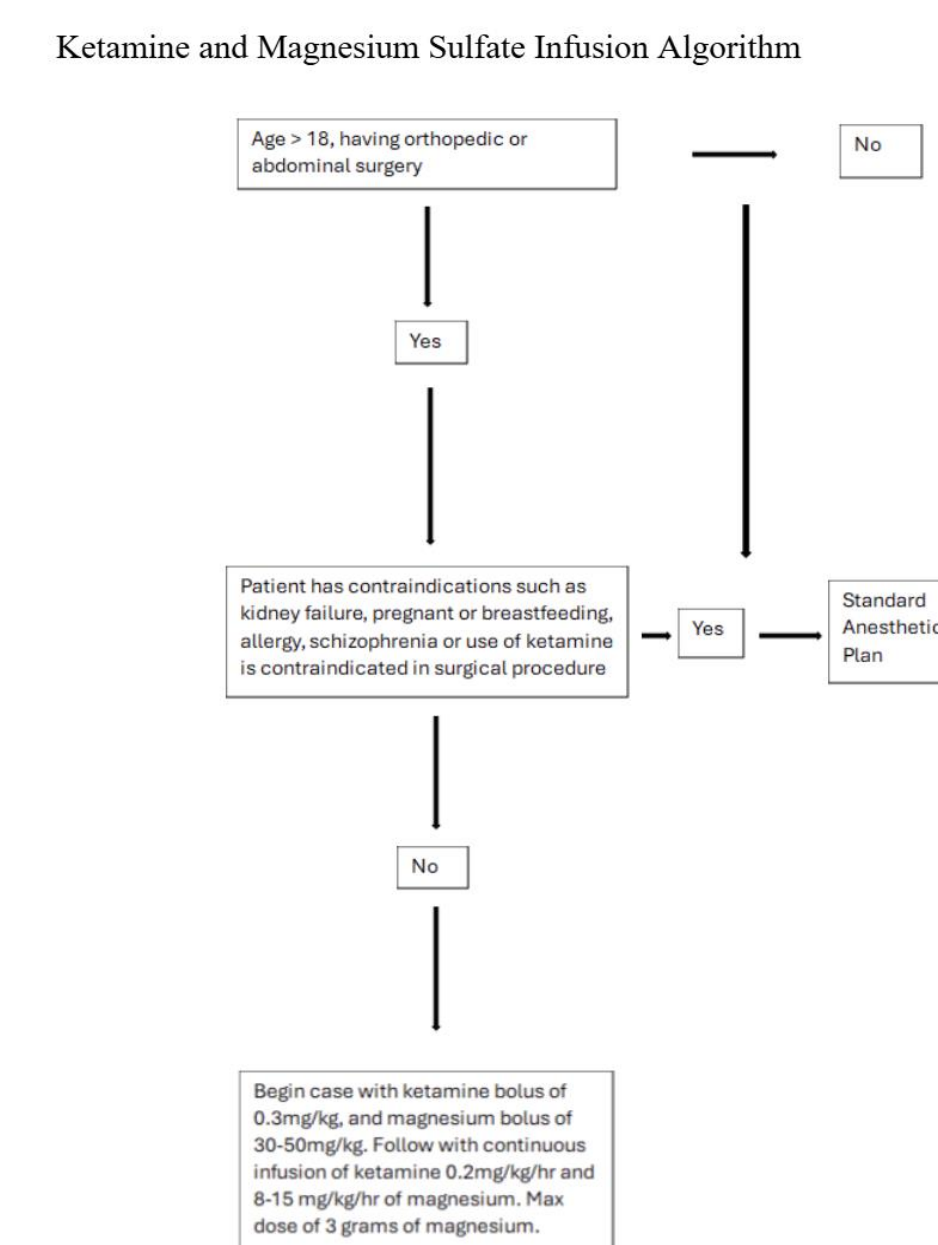 Ketamine and Magnesium Sulfate Infusion Algorithm
Age > 18, having orthopedic or
abdominal surgery
No
Yes
Patient has contraindications such as
kidney failure, pregnant or breastfeeding,
allergy, schizophrenia or use of ketamine
is contraindicated in surgical procedure
Yes
Standard
Anesthetic
Plan
No
Begin case with ketamine bolus of
0.3mg/kg, and magnesium bolus of
30-50mg/kg. Follow with continuous
infusion of ketamine 0.2mg/kg/hr and
8-15 mg/kg/hr of magnesium. Max
dose of 3 grams of magnesium.